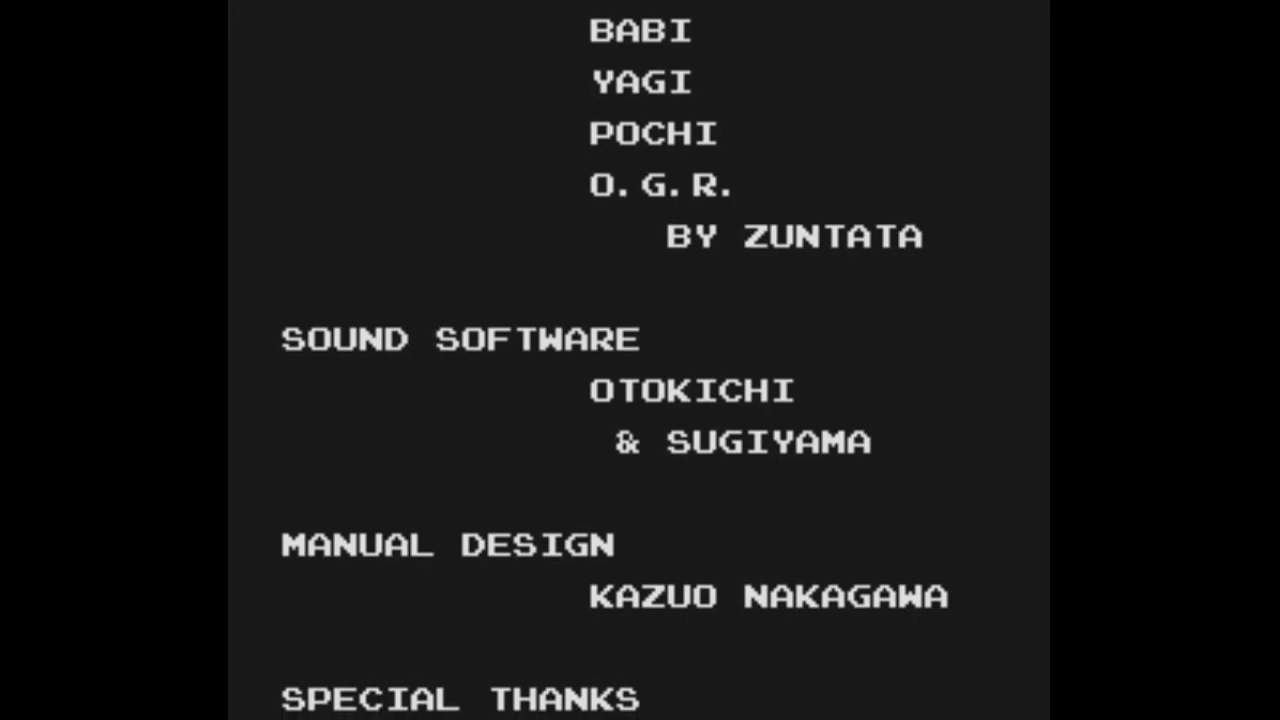 BABI
YAGI
POCHI
O.G.R.
BY ZUNTATA
SOUND SOFTWARE
OTOKICHI
& SUGIYAMA
MANUAL DESIGN
KAZUO NAKAGAWA
SPECIAL THANKS